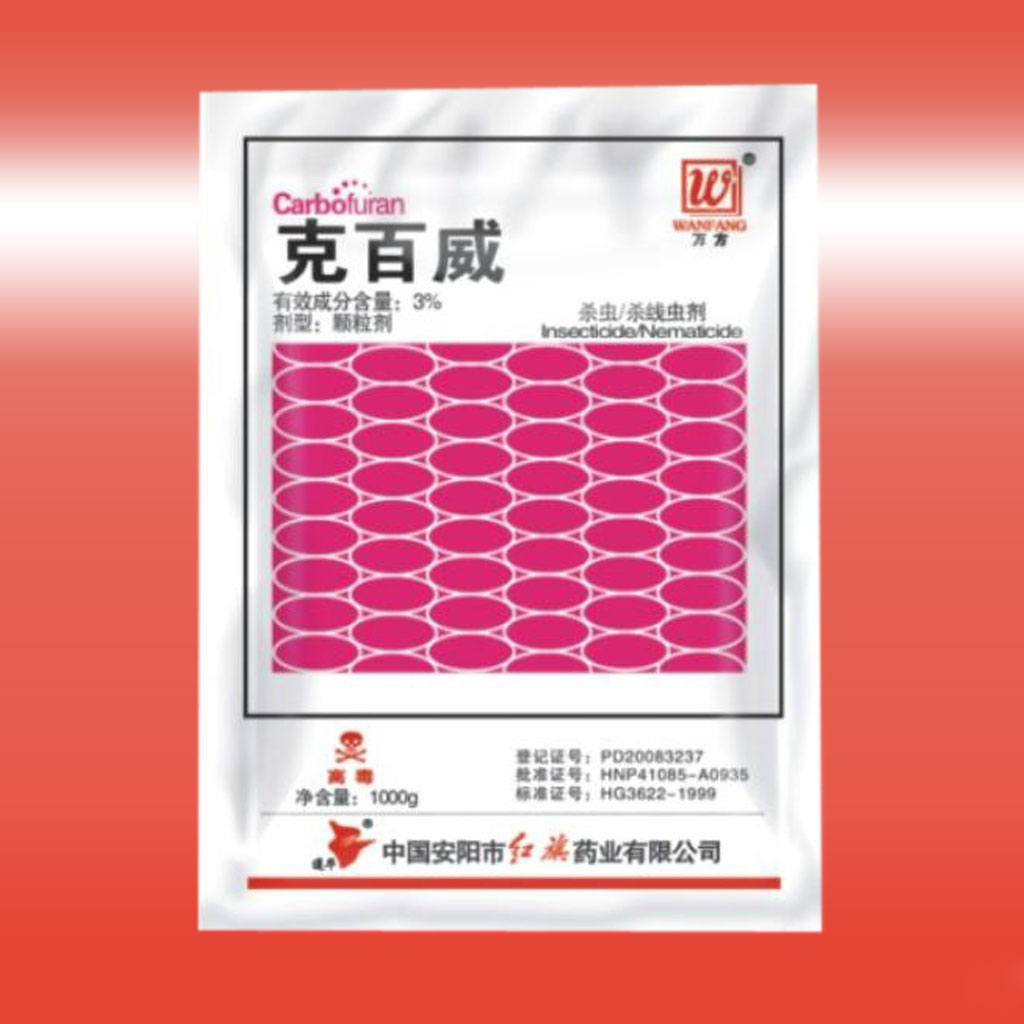 Carbofuran
克百威
WANFANG
万方
有效成分含量：3%
剂型：颗粒剂
杀虫/杀线虫剂
Insecticide/Nematicide
高毒
净含量：1000g
登记证号：PD20083237
批准证号：HNP41085-A0935
标准证号：HG3622-1999
中国安阳市红旗药业有限公司